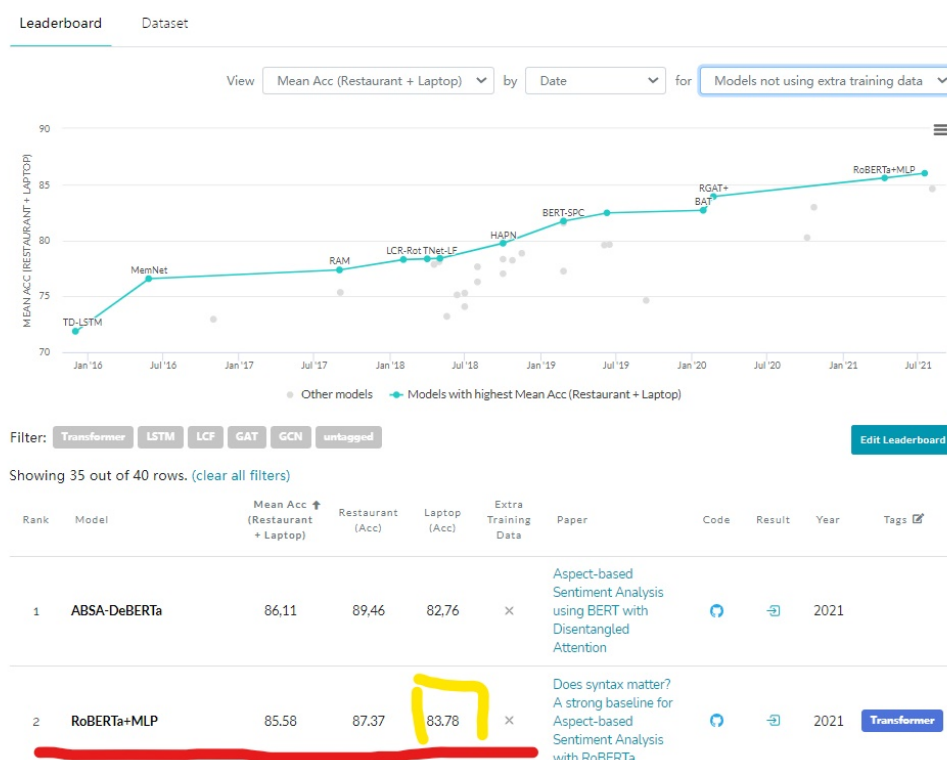 Leaderboard Dataset
View Mean Acc (Restaurant + Laptop) by Date for Models not using extra training data
MEAN ACC (RESTAURANT + LAPTOP)
90
85
80
75
70
TD-LSTM
MemNet
RAM
LCR-Rot
TNet-LF
HAPN
BERT-SPC
BAT
RGAT+
RoBERTa+MLP
Jan '16 Jul '16 Jan '17 Jul '17 Jan '18 Jul '18 Jan '19 Jul '19 Jan '20 Jul '20 Jan '21 Jul '21
Other models Models with highest Mean Acc (Restaurant + Laptop)
Filter: Transformer LSTM LCF GAT GCN untagged
Edit Leaderboard
Showing 35 out of 40 rows. (clear all filters)
Rank
Model
Mean Acc
(Restaurant
+ Laptop)
Restaurant
(Acc)
Laptop
(Acc)
Extra
Training
Data
Paper
Code
Result
Year
Tags
1
ABSA-DeBERTa
86,11
89,46
82,76
×
Aspect-based
Sentiment Analysis
using BERT with
Disentangled
Attention
2021
2
RoBERTa+MLP
85.58
87.37
83.78
×
Does syntax matter?
A strong baseline for
Aspect-based
Sentiment Analysis
with RoBERTa
2021
Transformer